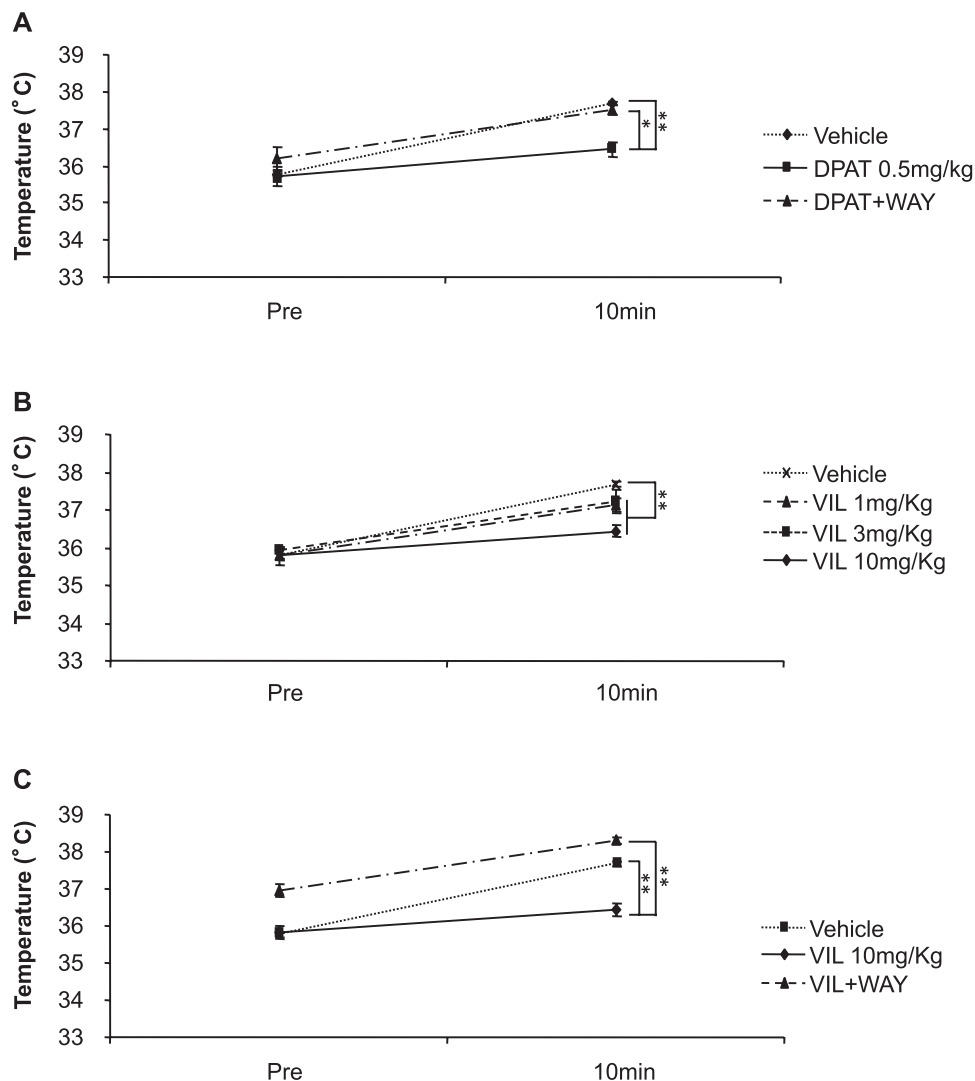 A
Temperature (°C)
39
38
37
36
35
34
33
Pre
10min
*
**
Vehicle
DPAT 0.5mg/kg
DPAT+WAY
B
Temperature (°C)
39
38
37
36
35
34
33
Pre
10min
**
Vehicle
VIL 1mg/Kg
VIL 3mg/Kg
VIL 10mg/Kg
C
Temperature (°C)
39
38
37
36
35
34
33
Pre
10min
**
**
Vehicle
VIL 10mg/Kg
VIL+WAY